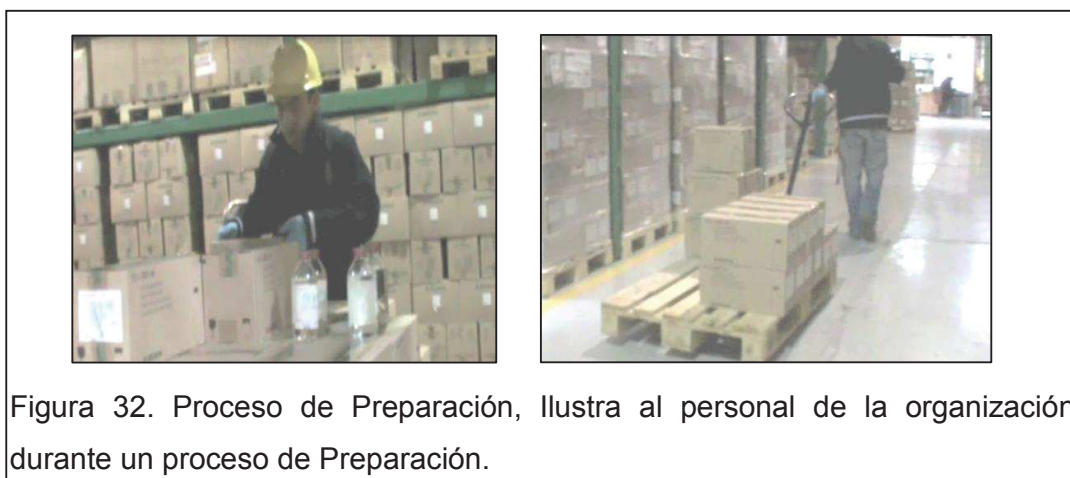 Figura 32. Proceso de Preparación, Ilustra al personal de la organización
durante un proceso de Preparación.